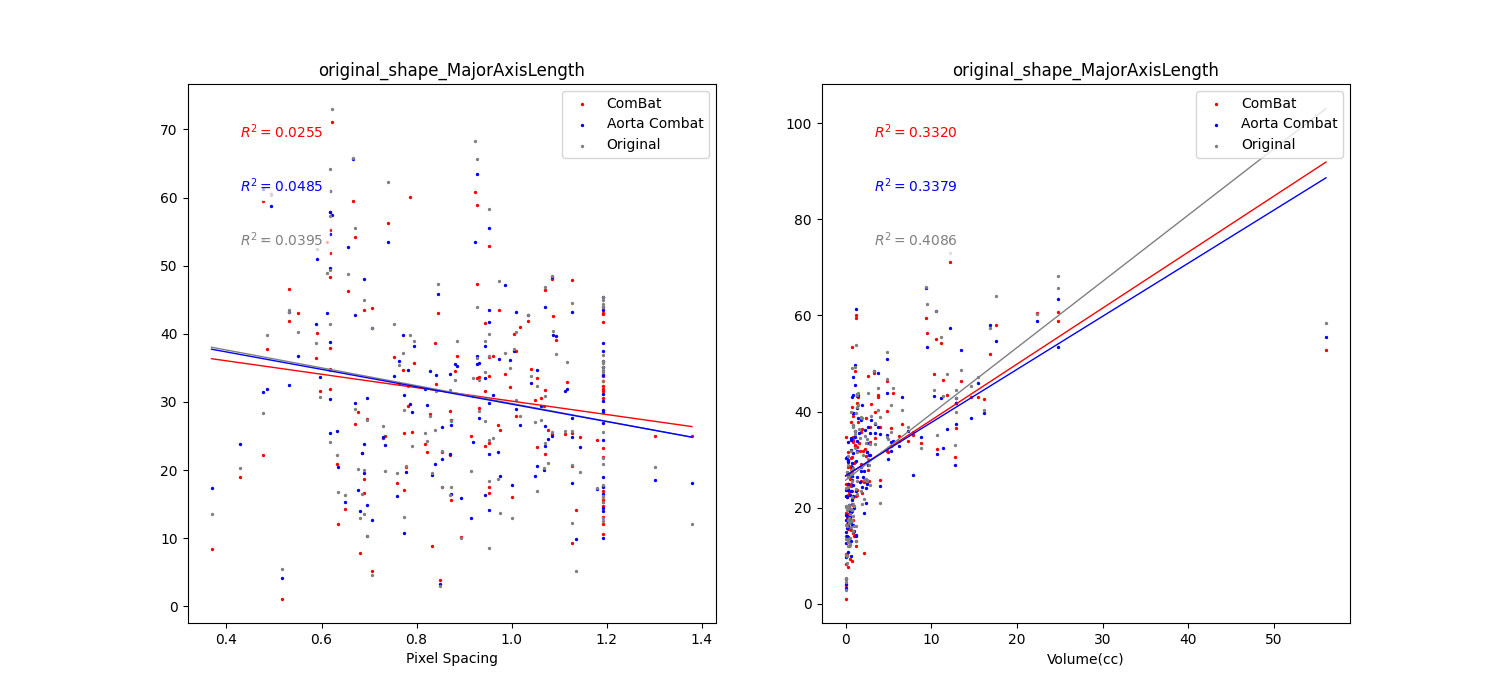 original_shape_MajorAxisLength
ComBat
Aorta Combat
Original
R² = 0.0255
R² = 0.0485
R² = 0.0395
70
60
50
40
30
20
10
0
0.4 0.6 0.8 1.0 1.2 1.4
Pixel Spacing
original_shape_MajorAxisLength
ComBat
Aorta Combat
Original
R² = 0.3320
R² = 0.3379
R² = 0.4086
100
80
60
40
20
0
0 10 20 30 40 50
Volume(cc)